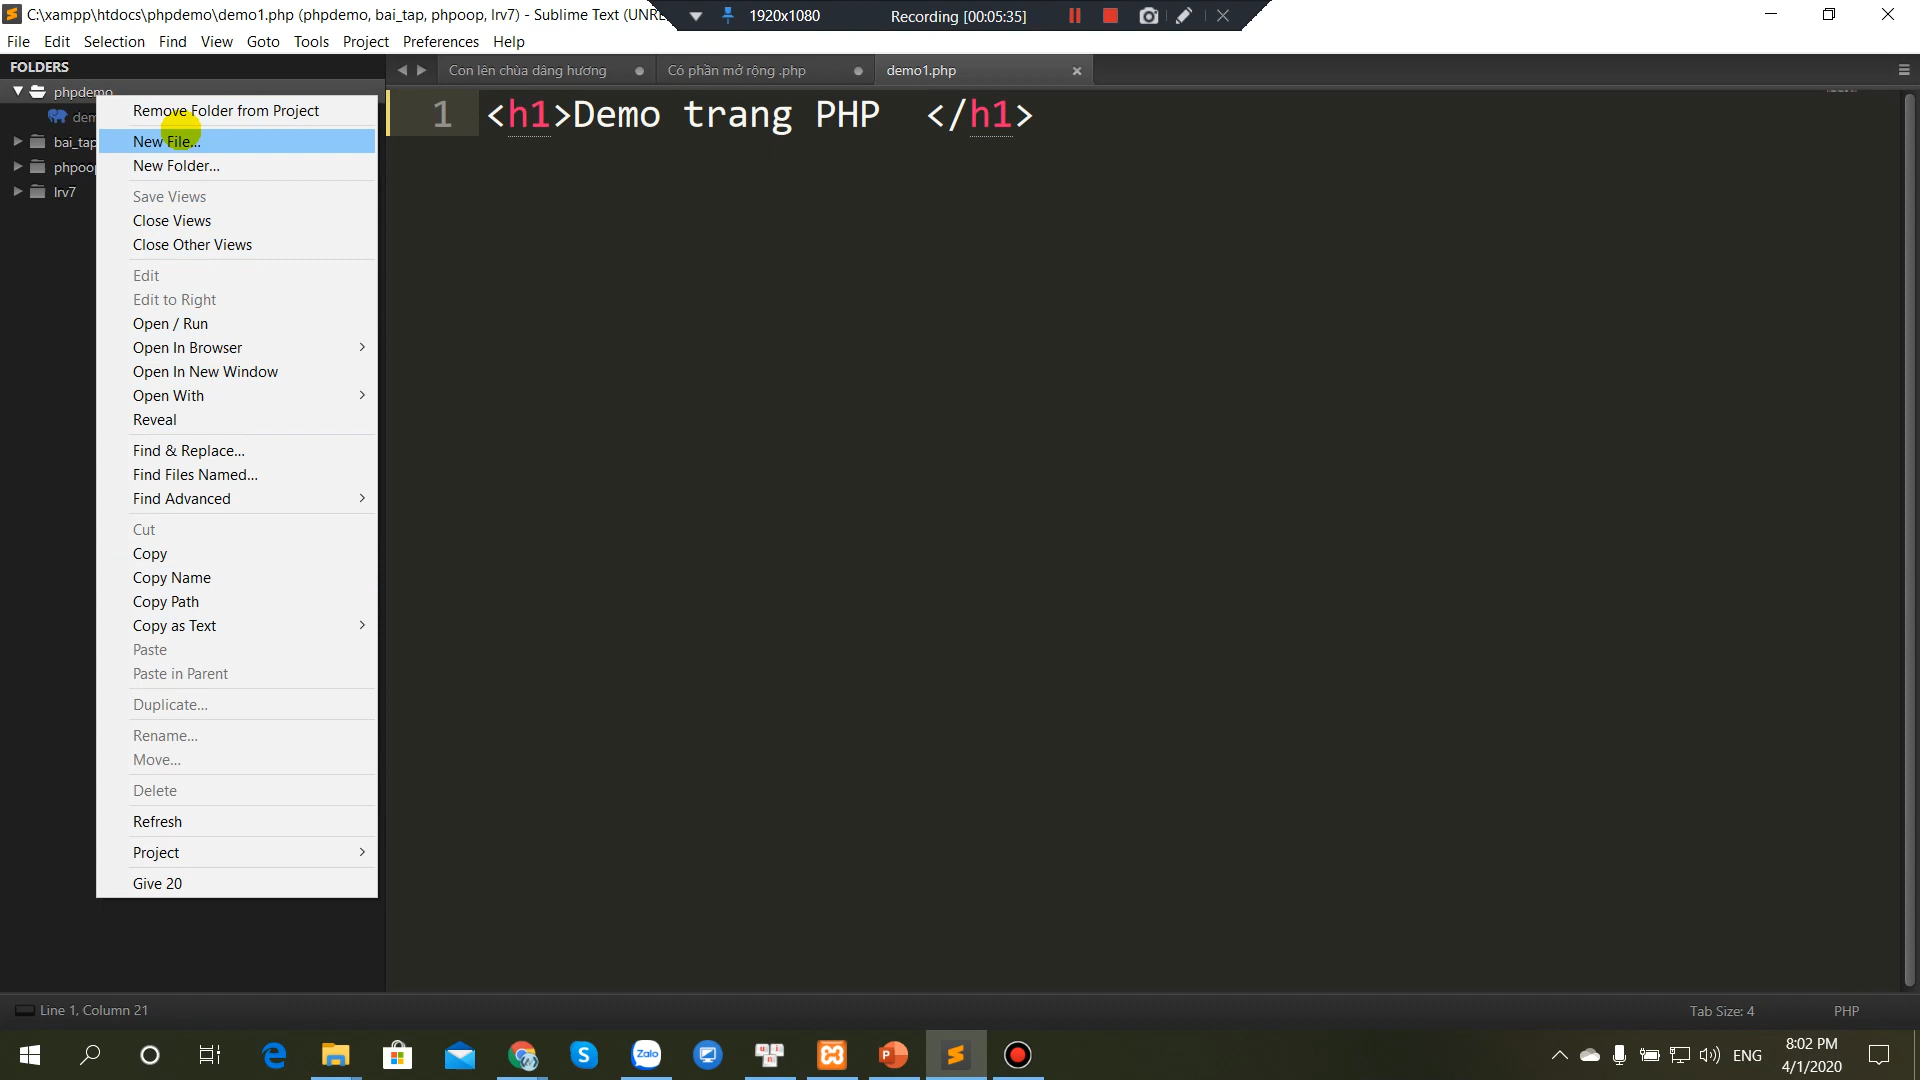 C:\xampp\htdocs\phpdemo\demo1.php (phpdemo, bai_tap, phpoop, lrv7) - Sublime Text (UNRE
1920x1080
Recording [00:05:35]
File Edit Selection Find View Goto Tools Project Preferences Help
FOLDERS
Con lên chùa dâng hương
Có phần mở rộng .php
demo1.php
phpdemo
Remove Folder from Project
1 <h1>Demo trang PHP  </h1>
dem
bai_tap
New File...
phpoop
New Folder...
lrv7
Save Views
Close Views
Close Other Views
Edit
Edit to Right
Open / Run
Open In Browser
Open In New Window
Open With
Reveal
Find & Replace...
Find Files Named...
Find Advanced
Cut
Copy
Copy Name
Copy Path
Copy as Text
Paste
Paste in Parent
Duplicate...
Rename...
Move...
Delete
Refresh
Project
Give 20
Line 1, Column 21
Tab Size: 4
PHP
Zalo
ENG
8:02 PM
4/1/2020